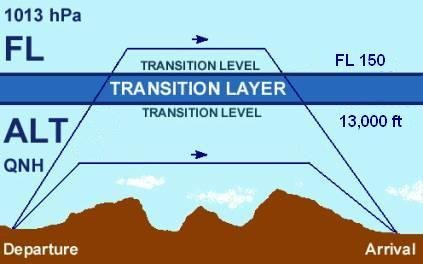 1013 hPa
FL
TRANSITION LEVEL
FL 150
TRANSITION LAYER
ALT
TRANSITION LEVEL
13,000 ft
QNH
Departure
Arrival